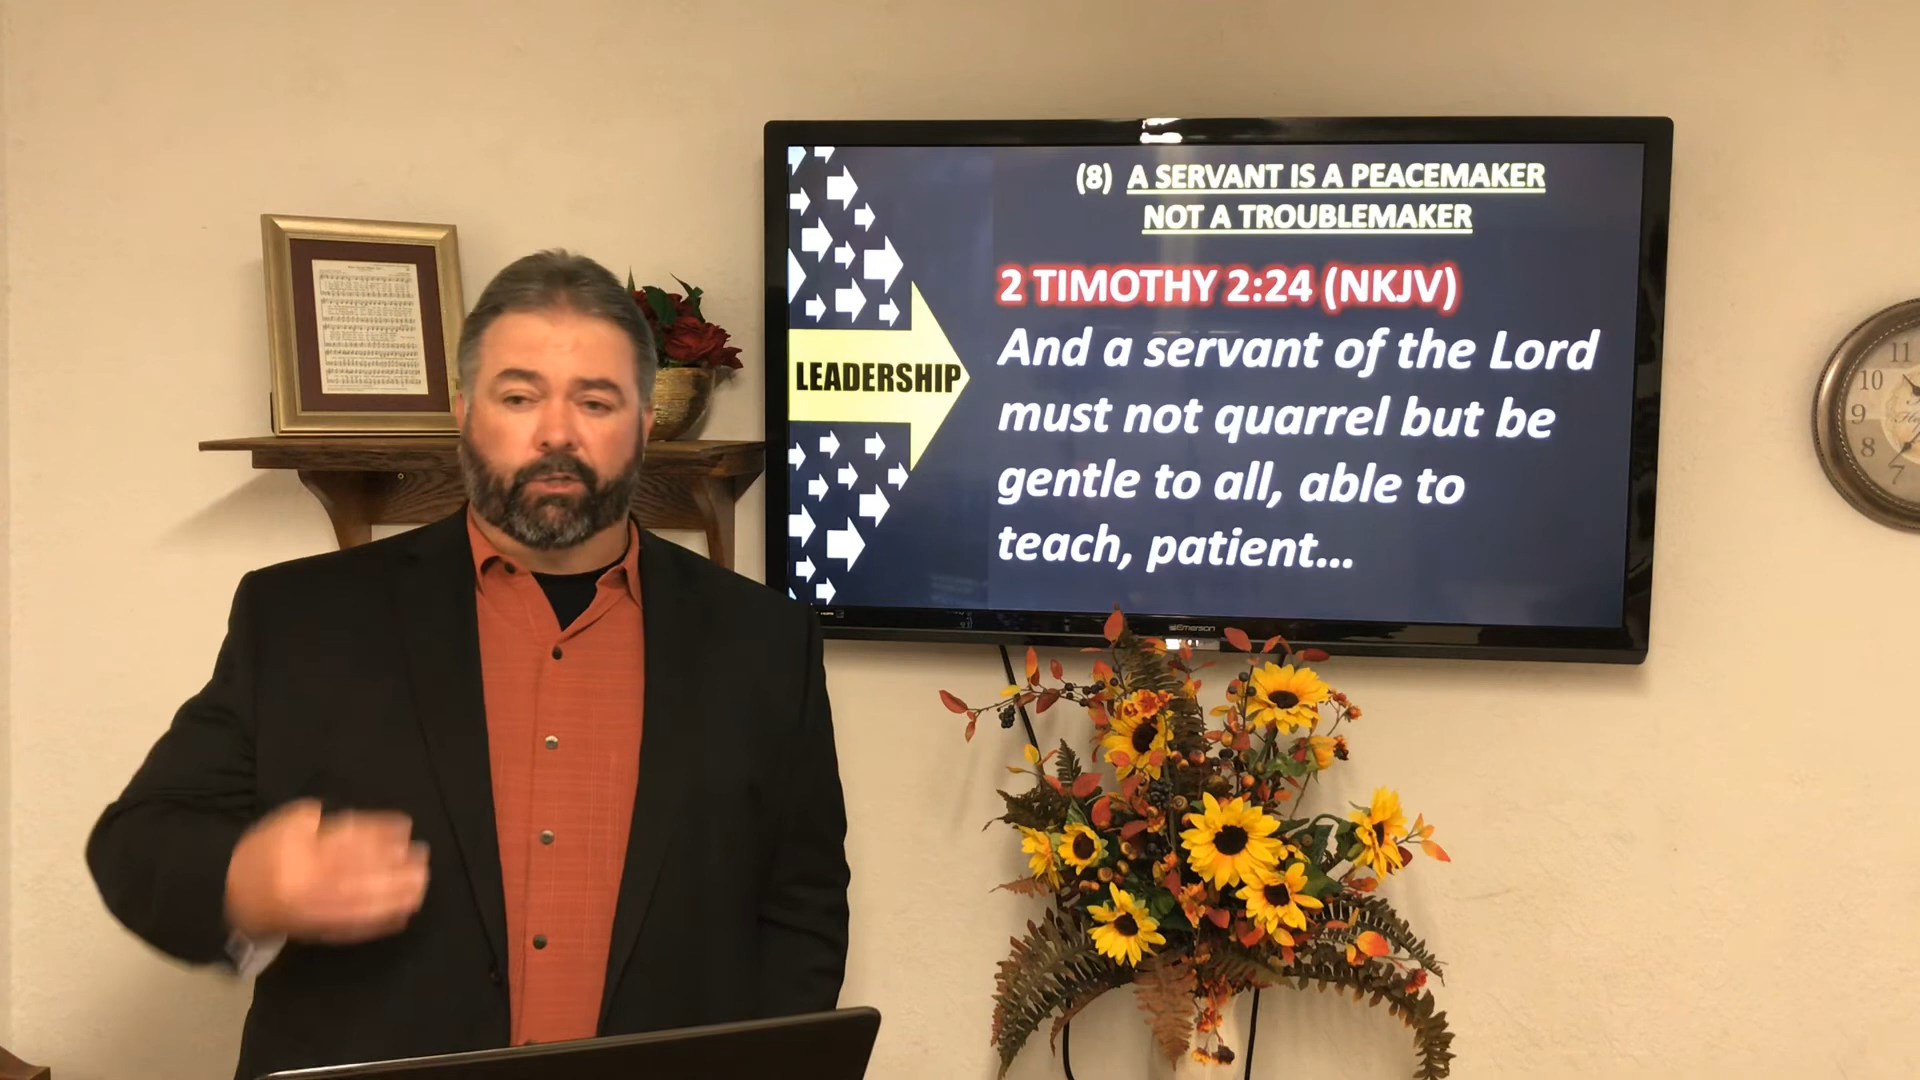 (8) A SERVANT IS A PEACEMAKER
NOT A TROUBLEMAKER
2 TIMOTHY 2:24 (NKJV)
And a servant of the Lord
must not quarrel but be
gentle to all, able to
teach, patient...
LEADERSHIP
Emerson
11
10
9
8
7